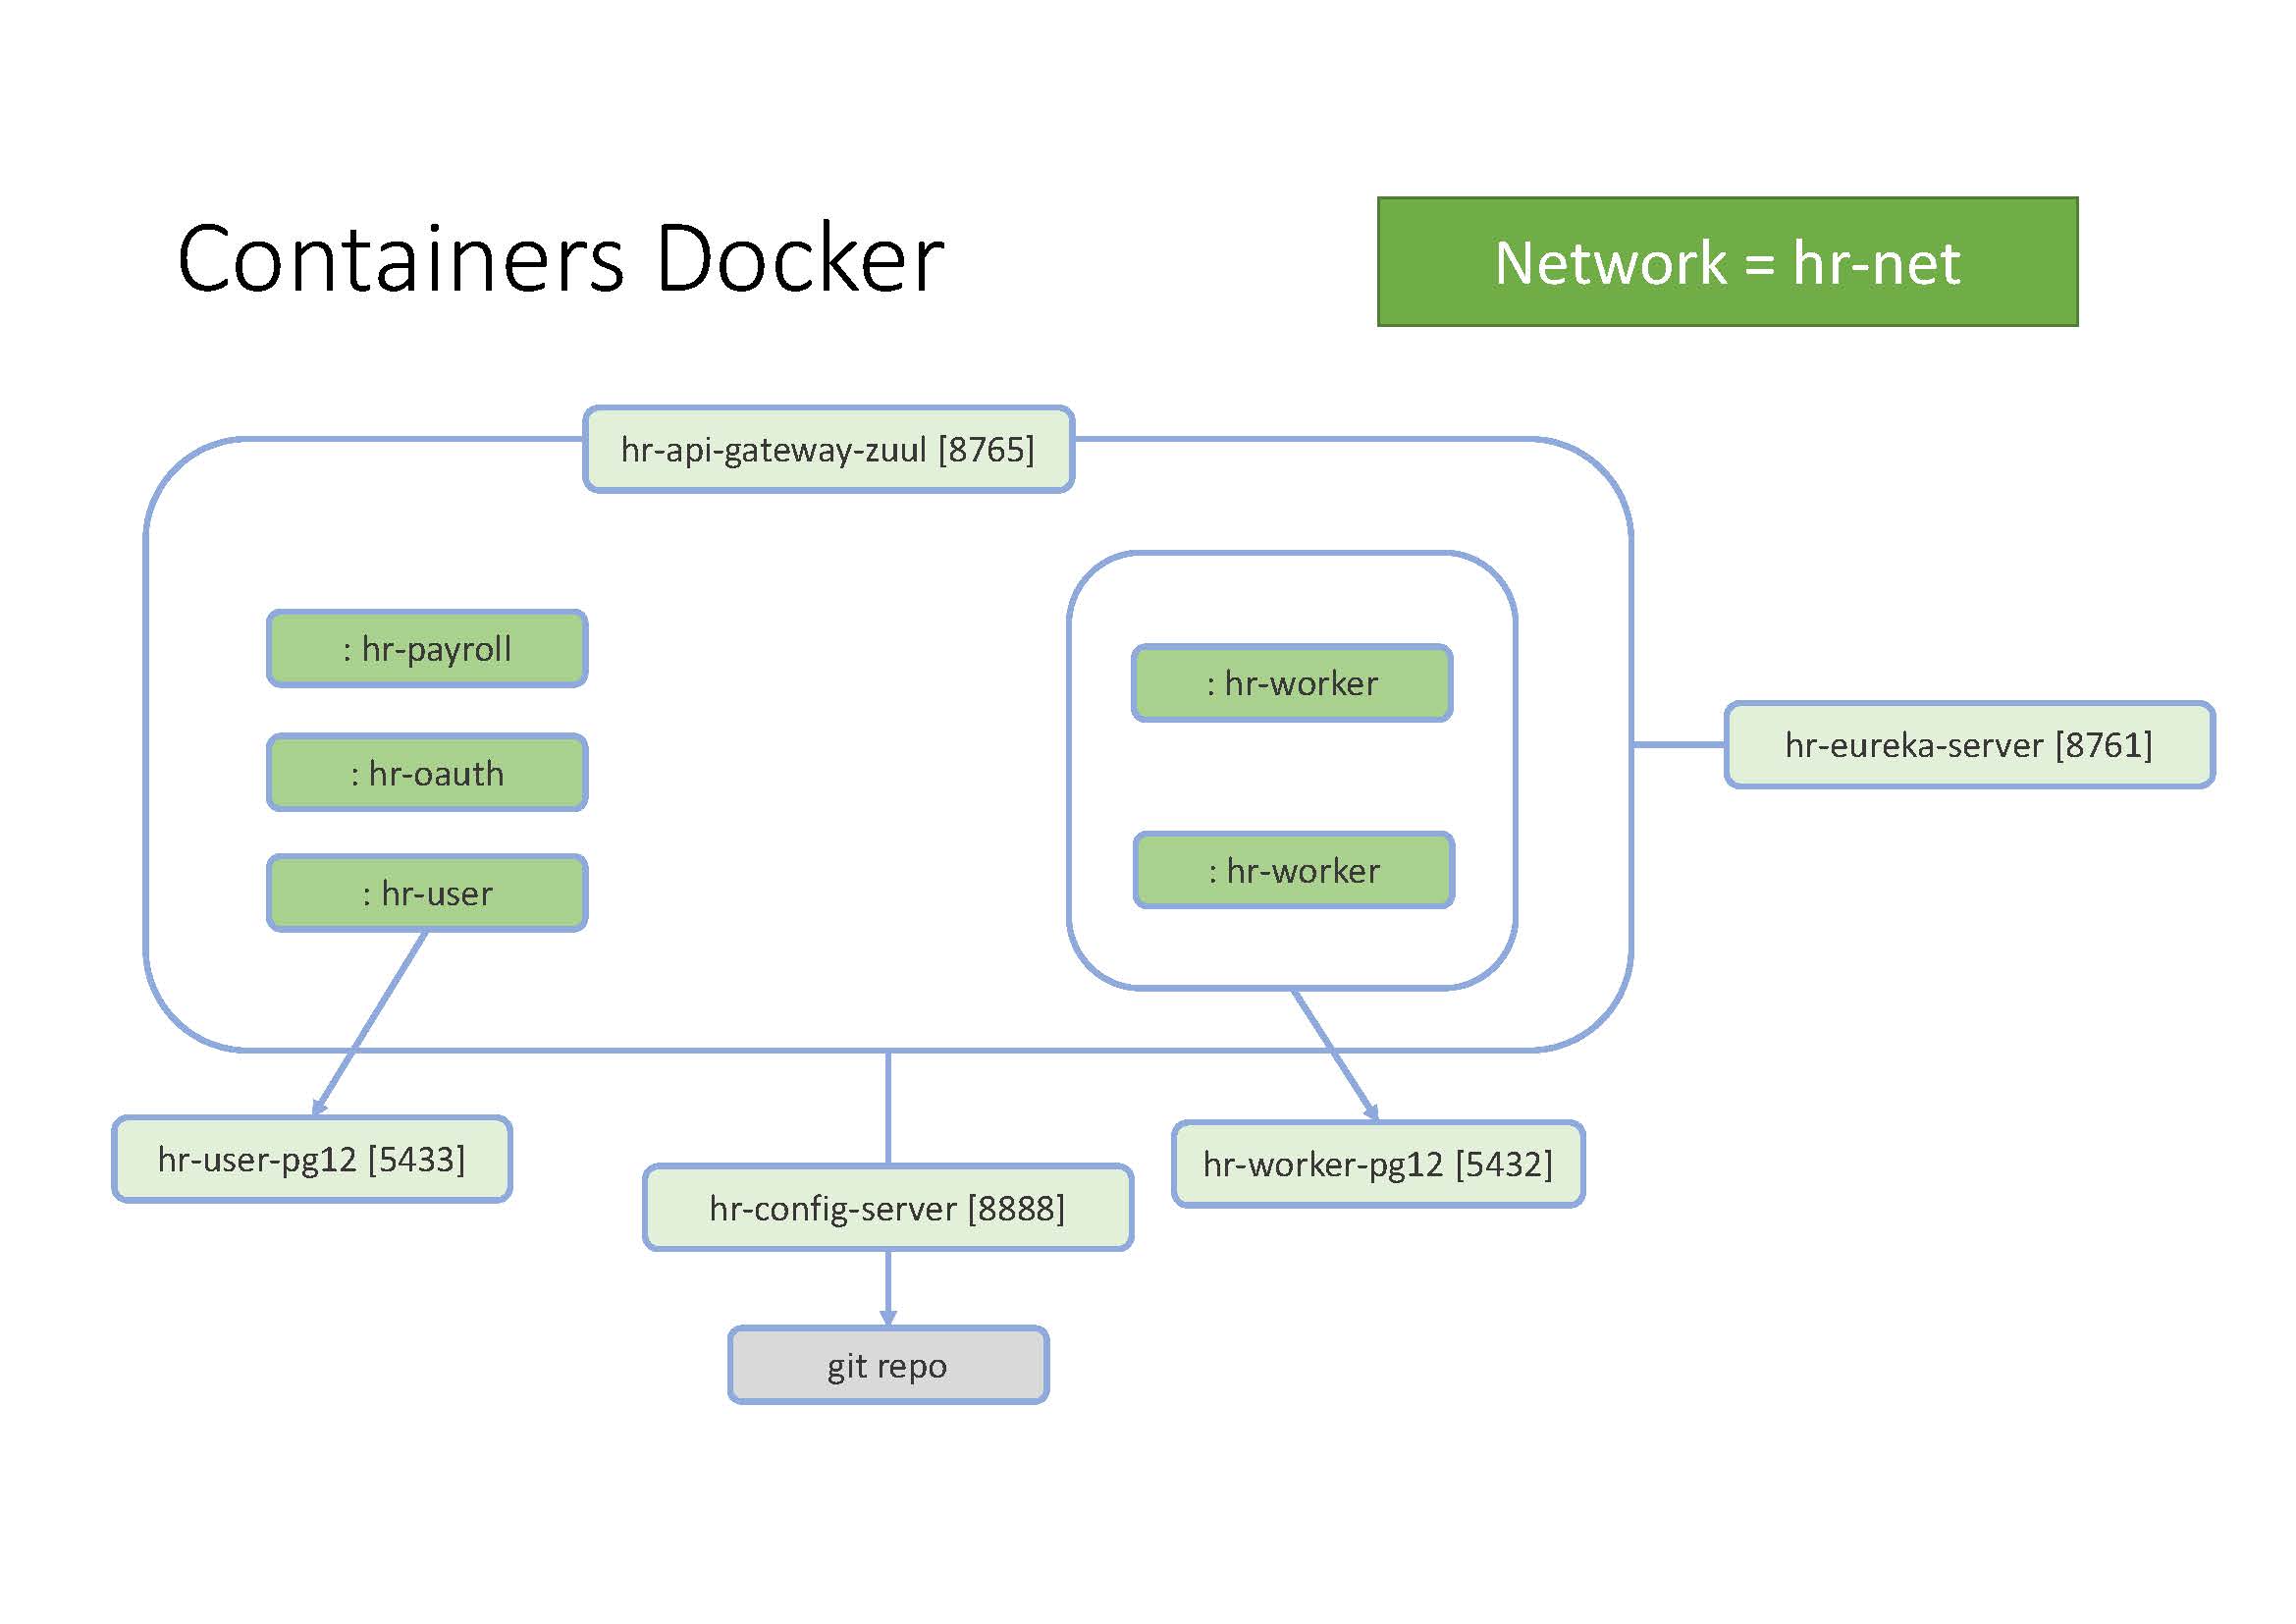 Containers Docker
Network = hr-net
hr-api-gateway-zuul [8765]
: hr-payroll
: hr-worker
hr-eureka-server [8761]
: hr-oauth
: hr-worker
: hr-user
hr-user-pg12 [5433]
hr-worker-pg12 [5432]
hr-config-server [8888]
git repo